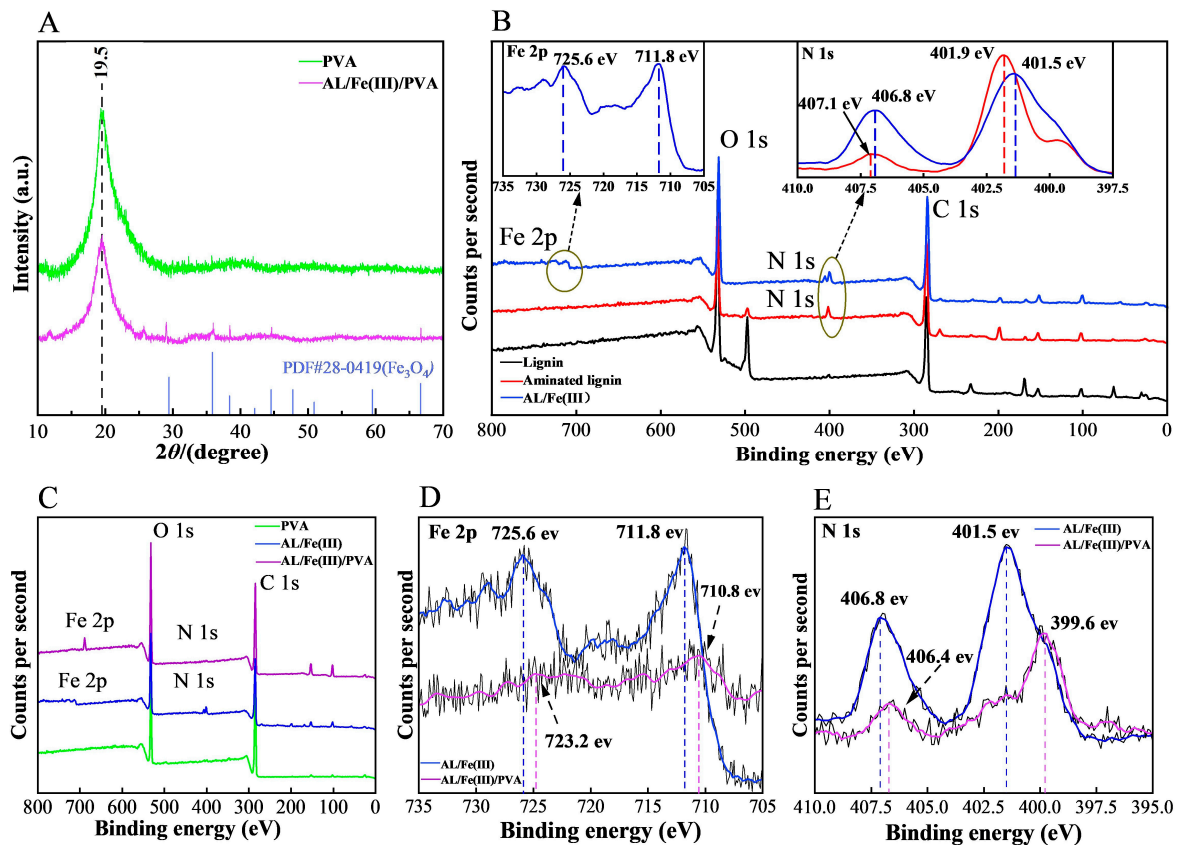 A
19.5
PVA
AL/Fe(III)/PVA
PDF#28-0419(Fe₃O₄)
Intensity (a.u.)
10 20 30 40 50 60 70
2θ/(degree)
B
Fe 2p
725.6 eV
711.8 eV
735 730 725 720 715 710 705
N 1s
401.9 eV
401.5 eV
407.1 eV
406.8 eV
410.0 407.5 405.0 402.5 400.0 397.5
O 1s
C 1s
Fe 2p
N 1s
N 1s
Lignin
Aminated lignin
AL/Fe(III)
Counts per second
800 700 600 500 400 300 200 100 0
Binding energy (eV)
C
O 1s
PVA
AL/Fe(III)
AL/Fe(III)/PVA
C 1s
Fe 2p
N 1s
Fe 2p
N 1s
Counts per second
800 700 600 500 400 300 200 100 0
Binding energy (eV)
D
Fe 2p
725.6 ev
711.8 ev
710.8 ev
723.2 ev
AL/Fe(III)
AL/Fe(III)/PVA
Counts per second
735 730 725 720 715 710 705
Binding energy (eV)
E
N 1s
401.5 ev
AL/Fe(III)
AL/Fe(III)/PVA
406.8 ev
406.4 ev
399.6 ev
Counts per second
410.0 407.5 405.0 402.5 400.0 397.5 395.0
Binding energy (eV)